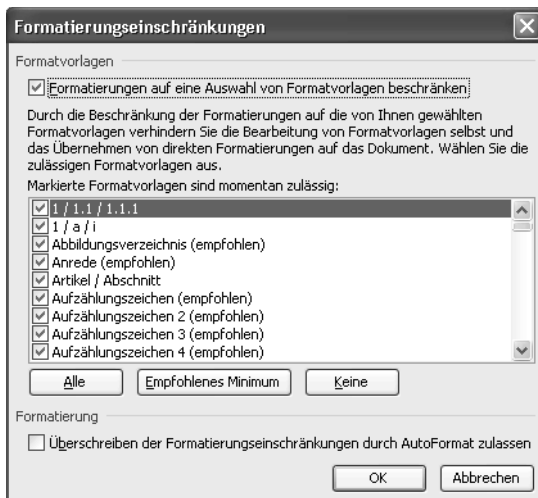 Formatierungseinschränkungen
Formatvorlagen
Formatierungen auf eine Auswahl von Formatvorlagen beschränken
Durch die Beschränkung der Formatierungen auf die von Ihnen gewählten
Formatvorlagen verhindern Sie die Bearbeitung von Formatvorlagen selbst und
das Übernehmen von direkten Formatierungen auf das Dokument. Wählen Sie die
zulässigen Formatvorlagen aus.
Markierte Formatvorlagen sind momentan zulässig:
1 / 1.1 / 1.1.1
1 / a / i
Abbildungsverzeichnis (empfohlen)
Anrede (empfohlen)
Artikel / Abschnitt
Aufzählungszeichen (empfohlen)
Aufzählungszeichen 2 (empfohlen)
Aufzählungszeichen 3 (empfohlen)
Aufzählungszeichen 4 (empfohlen)
Alle Empfohlenes Minimum Keine
Formatierung
Überschreiben der Formatierungseinschränkungen durch AutoFormat zulassen
OK Abbrechen